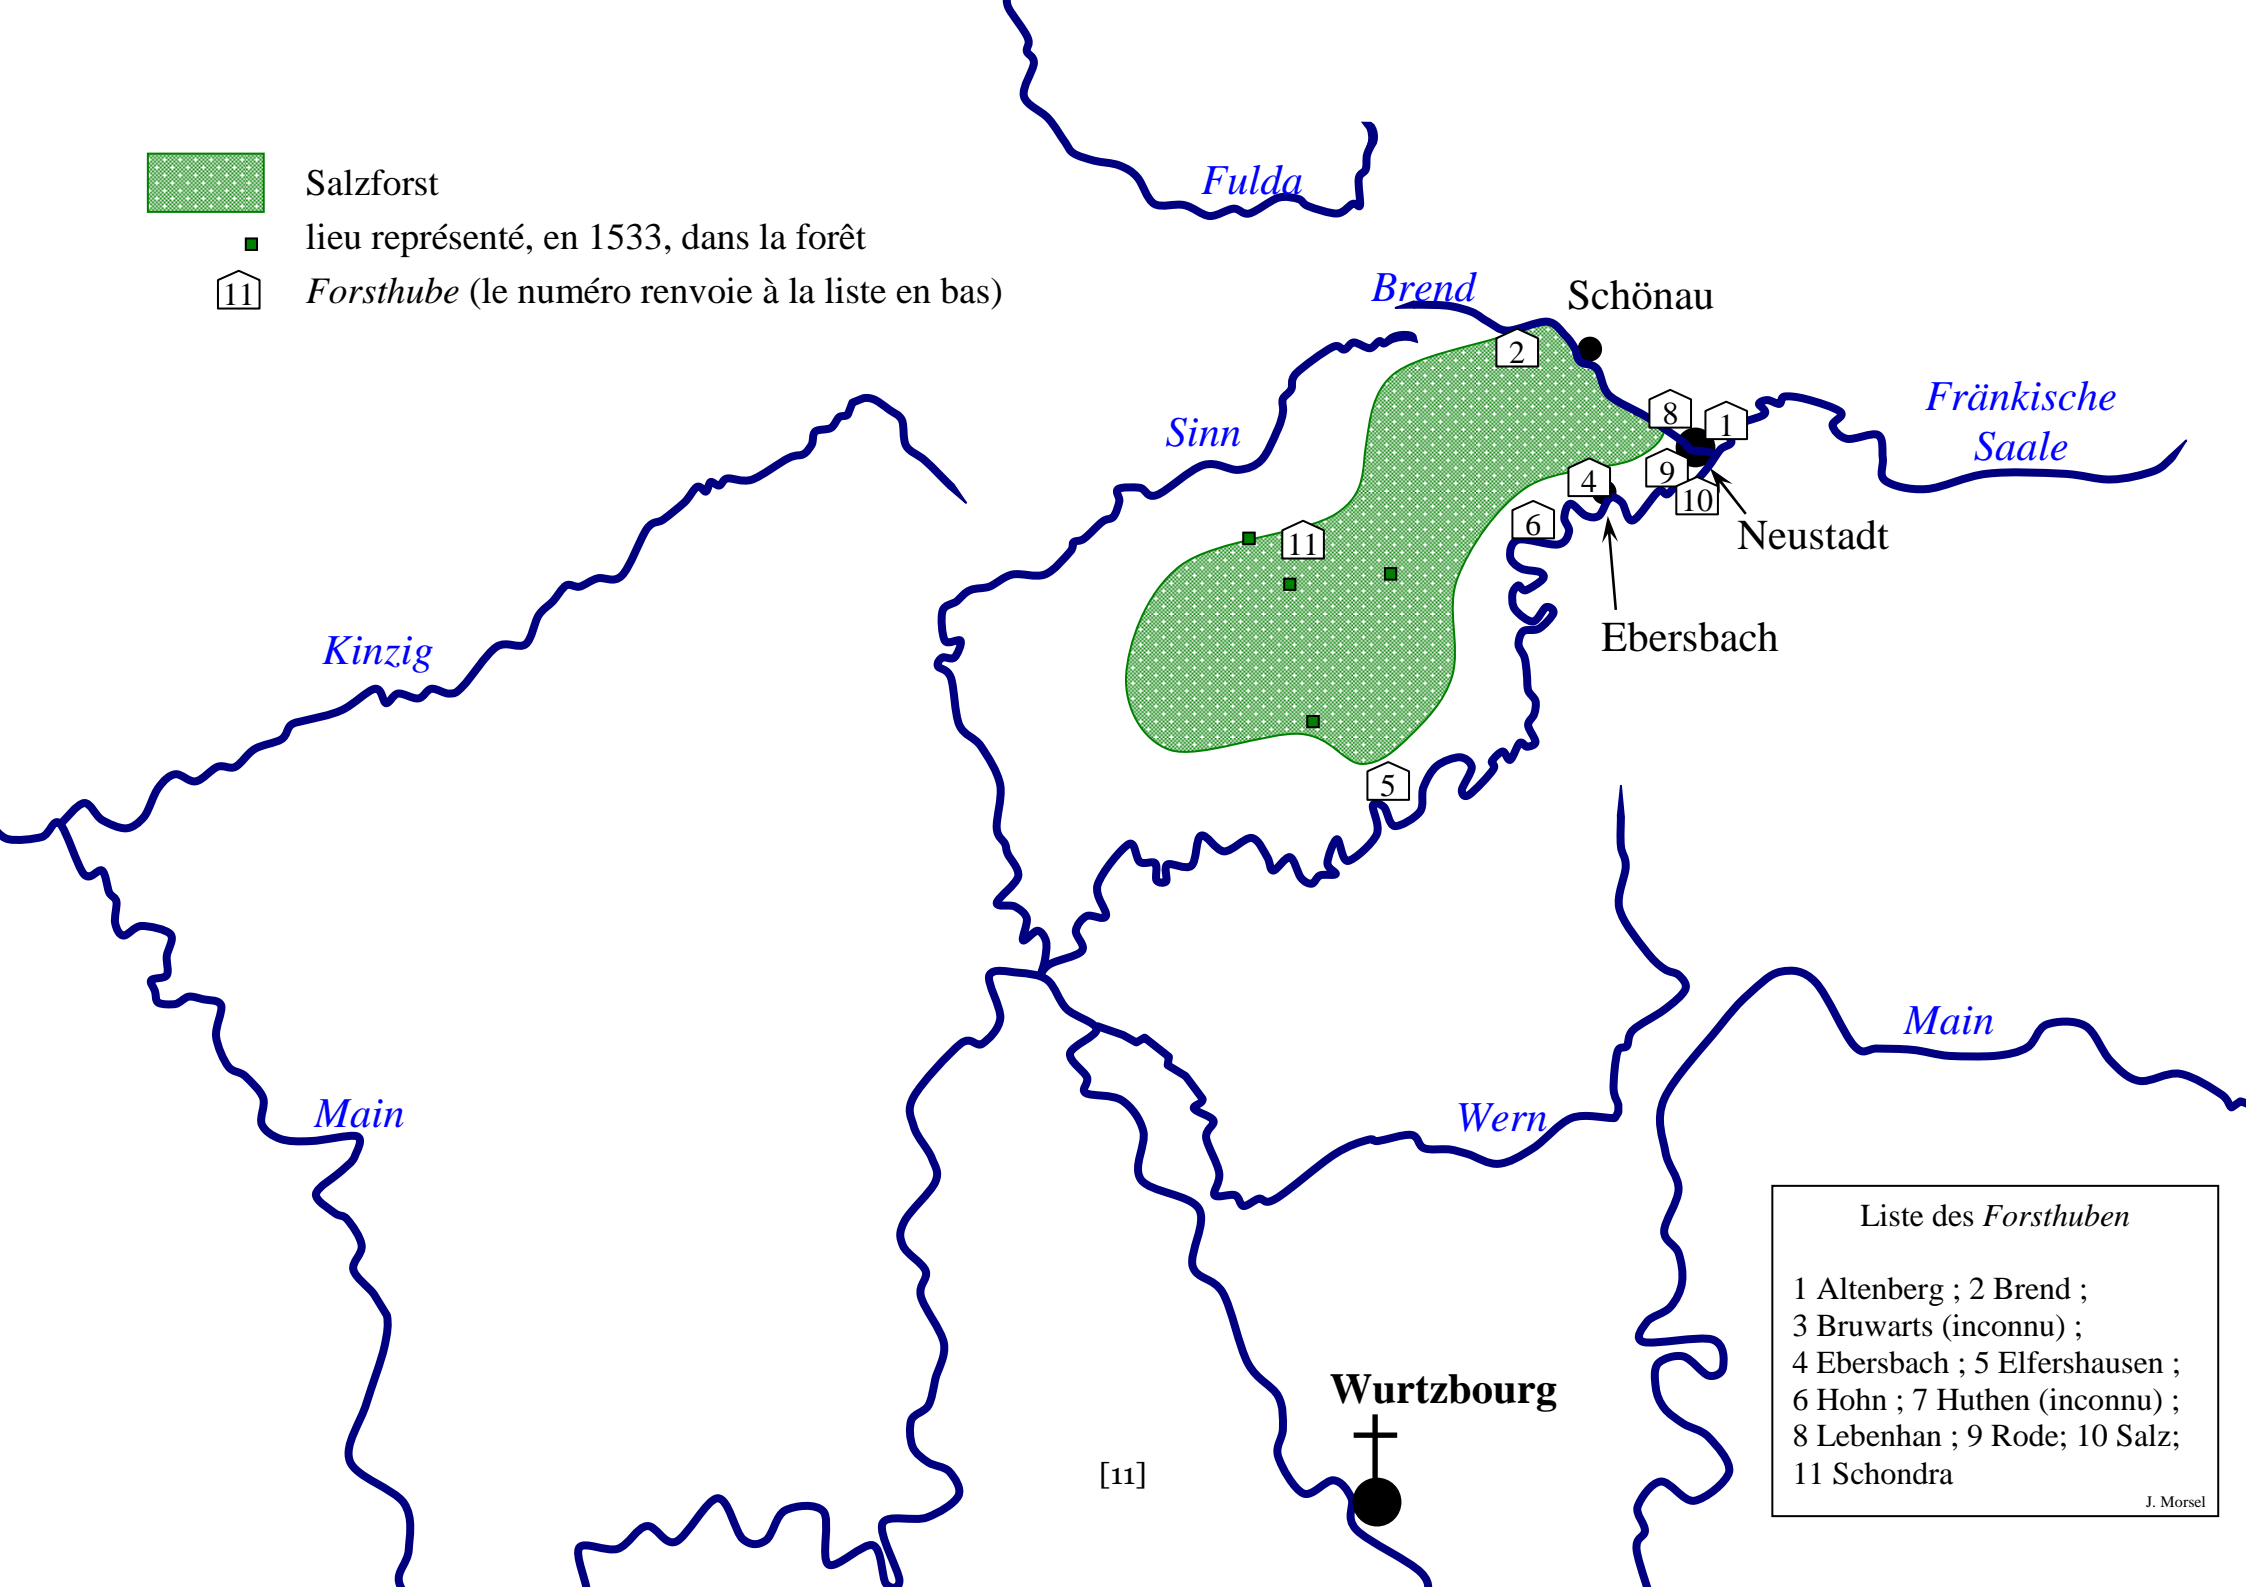 Fulda
Salzforst
lieu représenté, en 1533, dans la forêt
11 Forsthube (le numéro renvoie à la liste en bas)
Brend
Schönau
2
Fränkische
Saale
8
1
Sinn
9
4
10
6
Neustadt
11
Ebersbach
Kinzig
5
Main
Main
Wern
Liste des Forsthuben
1 Altenberg ; 2 Brend ;
3 Bruwarts (inconnu) ;
4 Ebersbach ; 5 Elfershausen ;
6 Hohn ; 7 Huthen (inconnu) ;
8 Lebenhan ; 9 Rode; 10 Salz;
11 Schondra
J. Morsel
Wurtzbourg
[11]